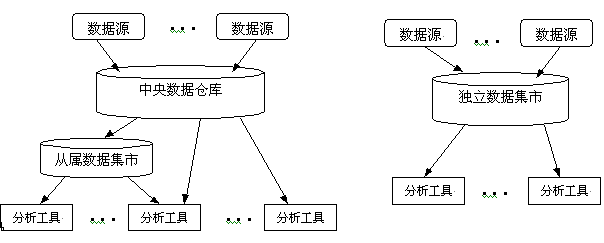 数据源 ... 数据源
中央数据仓库
从属数据集市
分析工具 ... 分析工具 ... 分析工具
数据源 ... 数据源
独立数据集市
分析工具 ... 分析工具